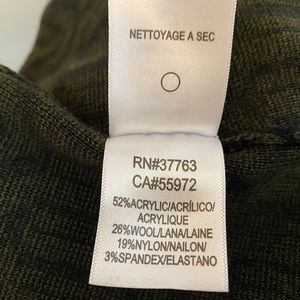 NETTOYAGE A SEC
RN#37763
CA#55972
52%ACRYLIC/ACRÍLICO/
ACRYLIQUE
26%WOOL/LANA/LAINE
19%NYLON/NAILON/
3%SPANDEX/ELASTANO